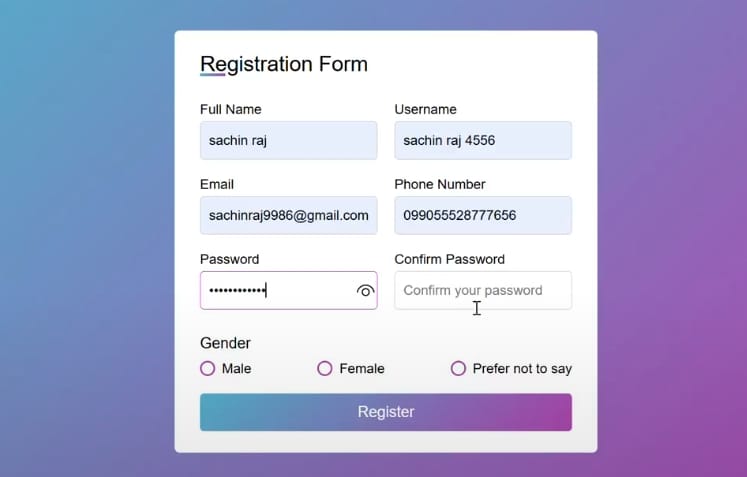 Registration Form
Full Name Username
sachin raj sachin raj 4556
Email Phone Number
sachinraj9986@gmail.com 099055528777656
Password Confirm Password
•••••••••••• Confirm your password
Gender
Male Female Prefer not to say
Register